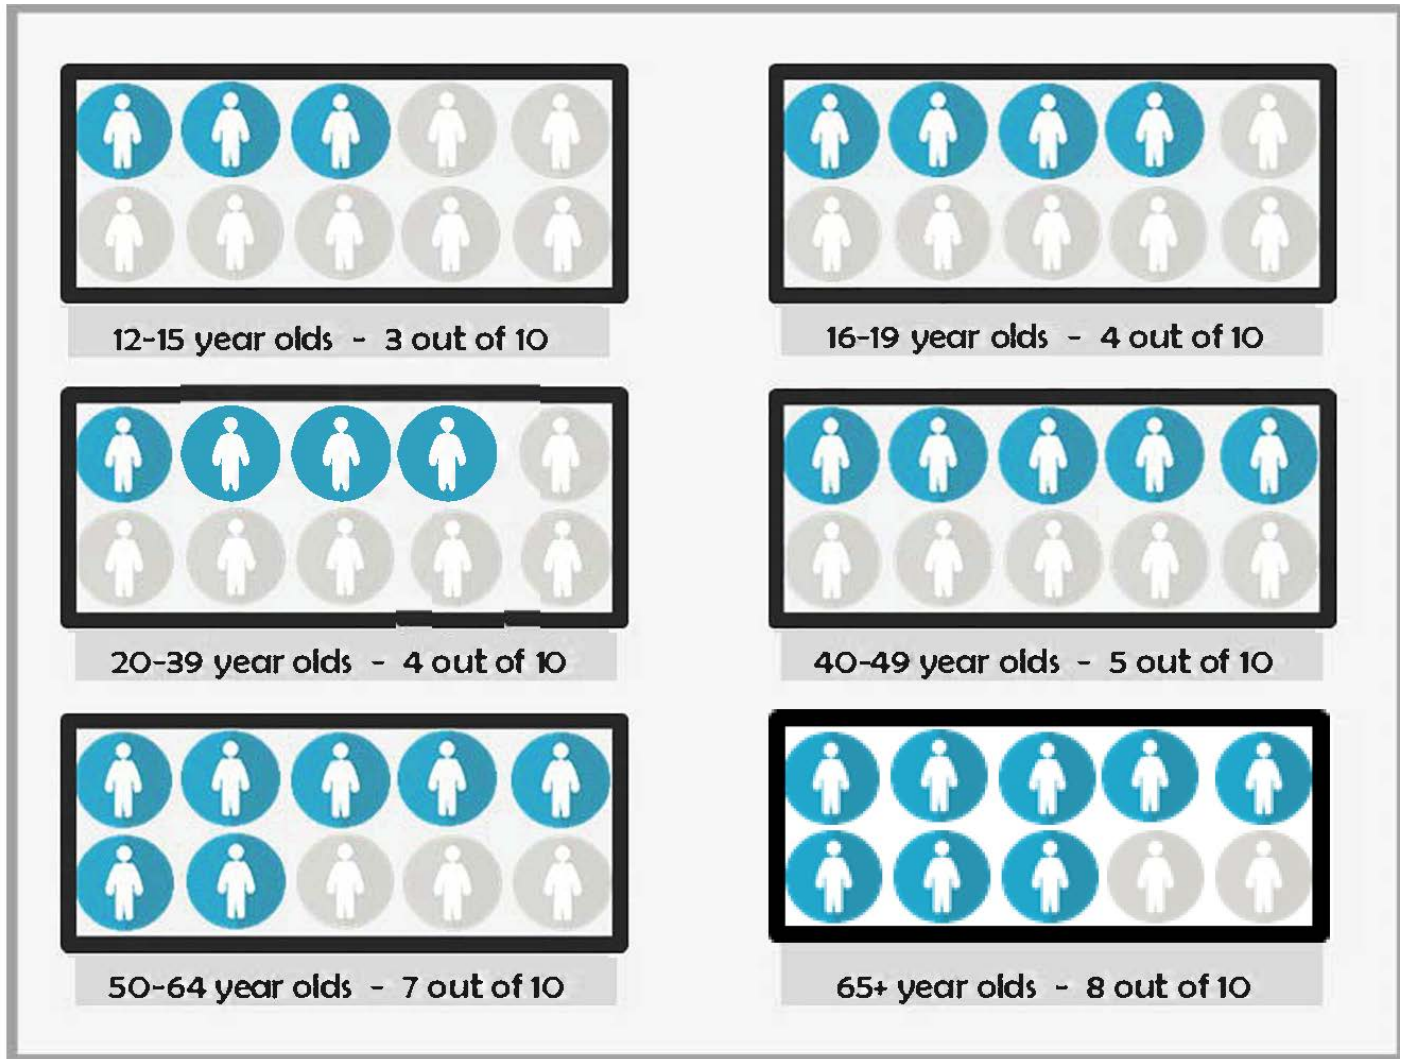 12-15 year olds - 3 out of 10
16-19 year olds - 4 out of 10
20-39 year olds - 4 out of 10
40-49 year olds - 5 out of 10
50-64 year olds - 7 out of 10
65+ year olds - 8 out of 10